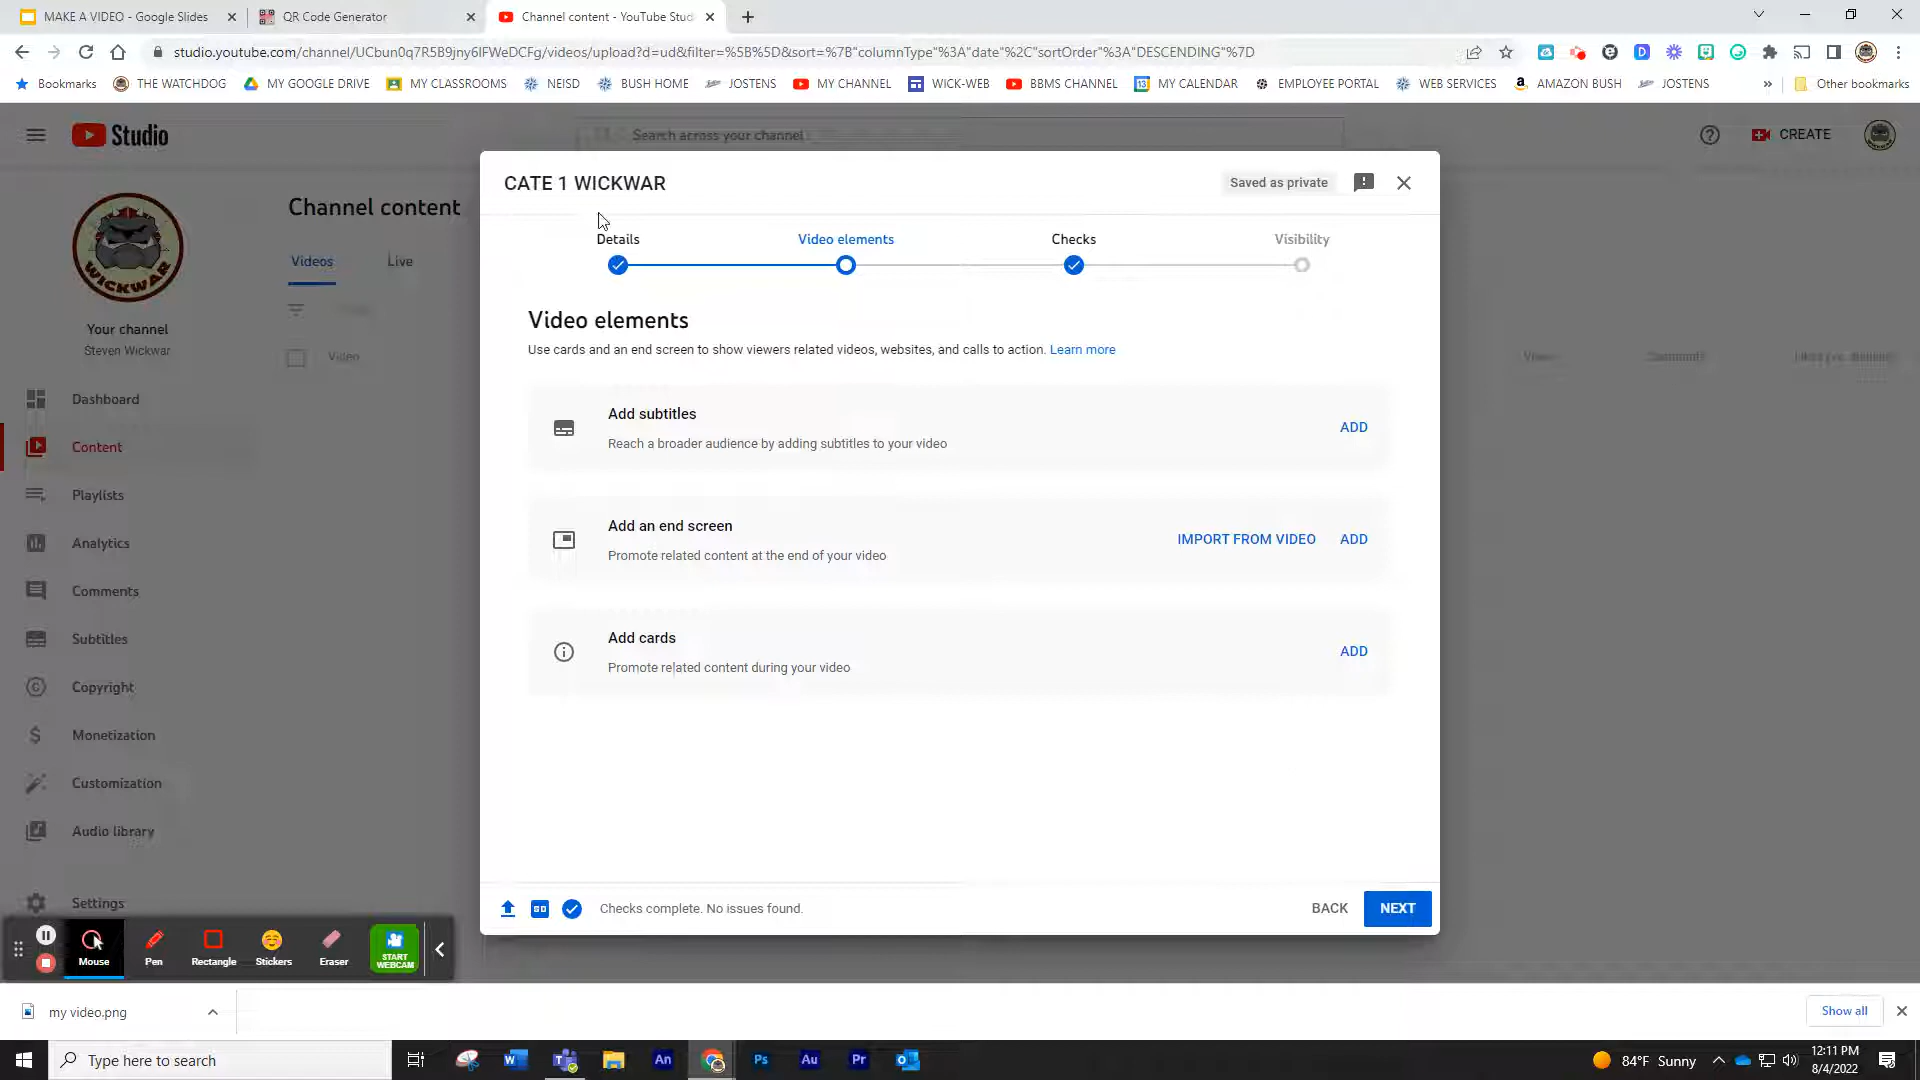 MAKE A VIDEO - Google Slides
QR Code Generator
Channel content - YouTube Stud
studio.youtube.com/channel/UCbun0q7R5B9jny6IFWeDCFg/videos/upload?d=ud&filter=%5B%5D&sort=%7B"columnType"%3A"date"%2C"sortOrder"%3A"DESCENDING"%7D
Bookmarks THE WATCHDOG MY GOOGLE DRIVE MY CLASSROOMS NEISD BUSH HOME JOSTENS MY CHANNEL WICK-WEB BBMS CHANNEL MY CALENDAR EMPLOYEE PORTAL WEB SERVICES AMAZON BUSH JOSTENS » Other bookmarks
Studio
Search across your channel
CREATE
WICKWAR
Your channel
Steven Wickwar
Dashboard
Content
Playlists
Analytics
Comments
Subtitles
Copyright
Monetization
Customization
Audio library
Settings
Channel content
Videos Live
Video
Views Comments
CATE 1 WICKWAR
Saved as private
Details Video elements Checks Visibility
Video elements
Use cards and an end screen to show viewers related videos, websites, and calls to action. Learn more
Add subtitles
Reach a broader audience by adding subtitles to your video
ADD
Add an end screen
Promote related content at the end of your video
IMPORT FROM VIDEO ADD
Add cards
Promote related content during your video
ADD
Checks complete. No issues found.
BACK NEXT
Mouse Pen Rectangle Stickers Eraser START
WEBCAM
my video.png
Show all
Type here to search
W An Ps Au Pr
84°F Sunny
12:11 PM
8/4/2022